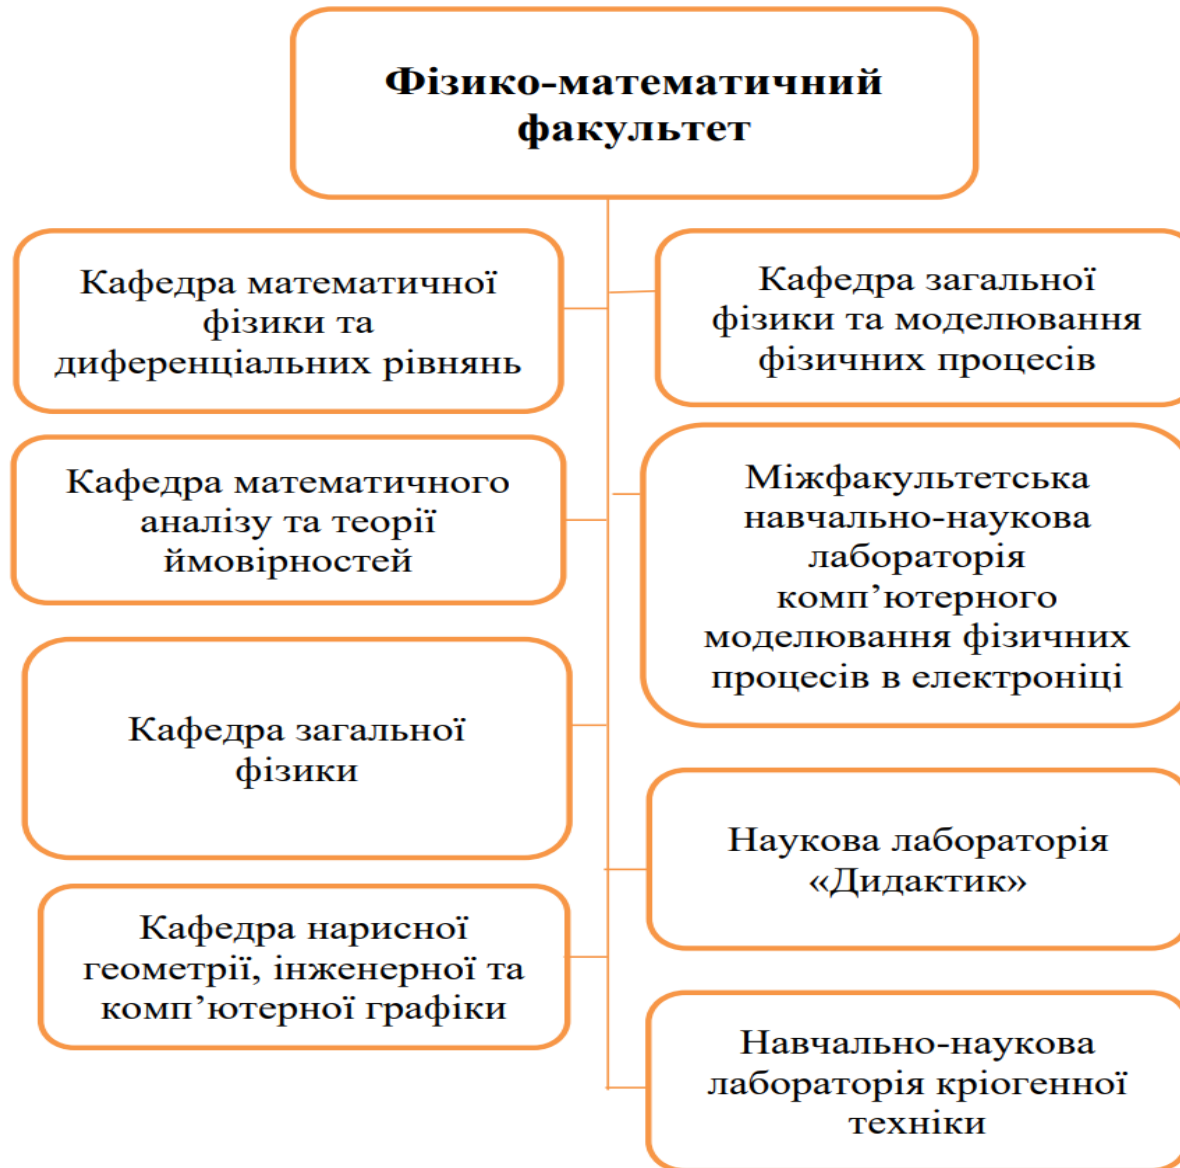 Фізико-математичний
факультет
Кафедра математичної
фізики та
диференціальних рівнянь
Кафедра математичного
аналізу та теорії
ймовірностей
Кафедра загальної
фізики
Кафедра нарисної
геометрії, інженерної та
комп’ютерної графіки
Кафедра загальної
фізики та моделювання
фізичних процесів
Міжфакультетська
навчально-наукова
лабораторія
комп’ютерного
моделювання фізичних
процесів в електроніці
Наукова лабораторія
«Дидактик»
Навчально-наукова
лабораторія кріогенної
техніки